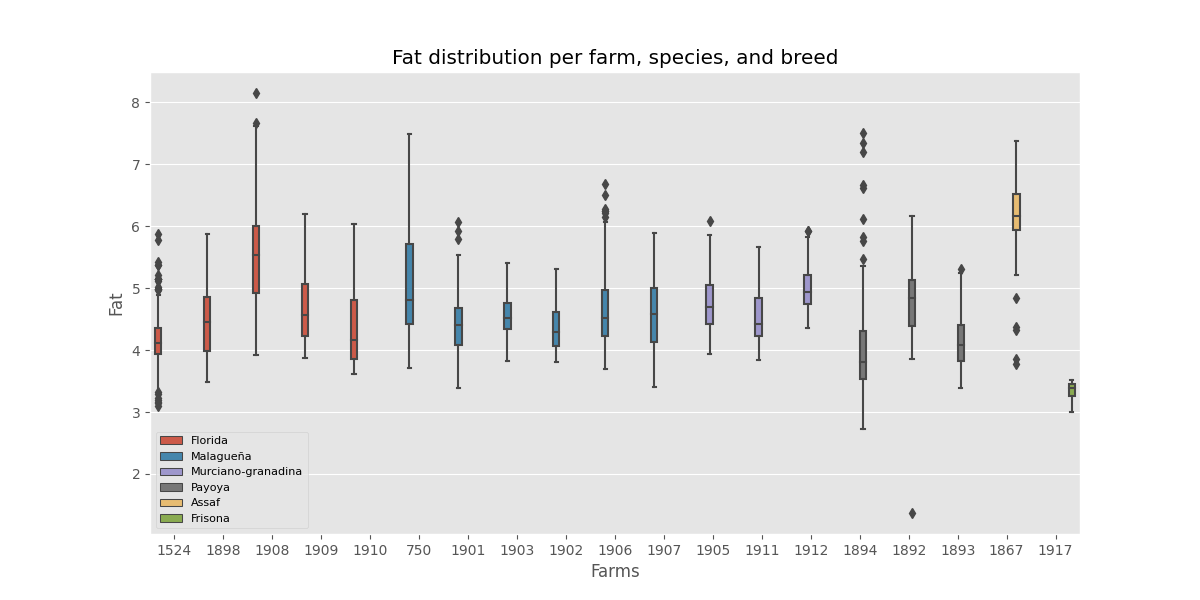 Fat distribution per farm, species, and breed
Fat
8
7
6
5
4
3
2
Florida
Malagueña
Murciano-granadina
Payoya
Assaf
Frisona
1524 1898 1908 1909 1910 750 1901 1903 1902 1906 1907 1905 1911 1912 1894 1892 1893 1867 1917
Farms